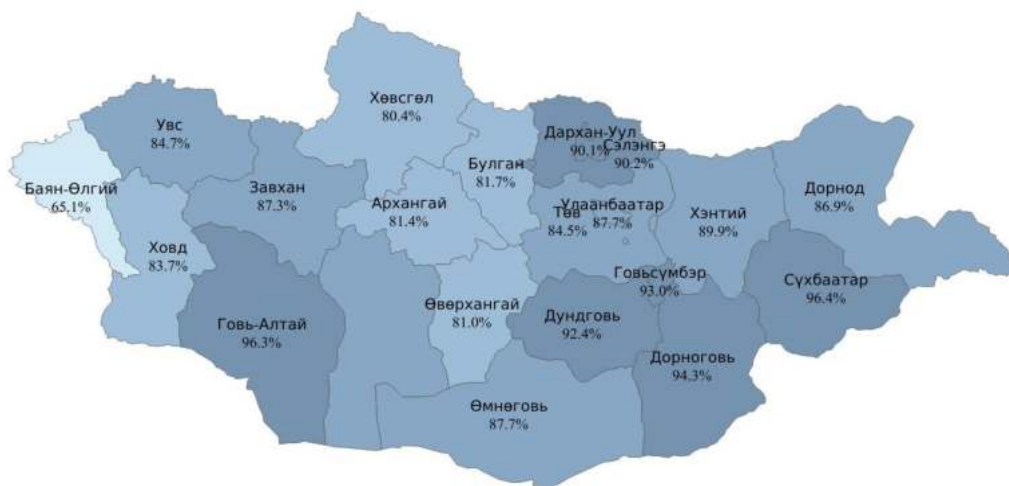 Хөвсгөл
80.4%
Увс
84.7%
Дархан-Уул
90.1%
Сэлэнгэ
90.2%
Булган
81.7%
Баян-Өлгий
65.1%
Завхан
87.3%
Архангай
81.4%
Төв
84.5%
Улаанбаатар
87.7%
Хэнтий
89.9%
Дорнод
86.9%
Ховд
83.7%
Говьсүмбэр
93.0%
Сүхбаатар
96.4%
Өвөрхангай
81.0%
Говь-Алтай
96.3%
Дундговь
92.4%
Дорноговь
94.3%
Өмнөговь
87.7%